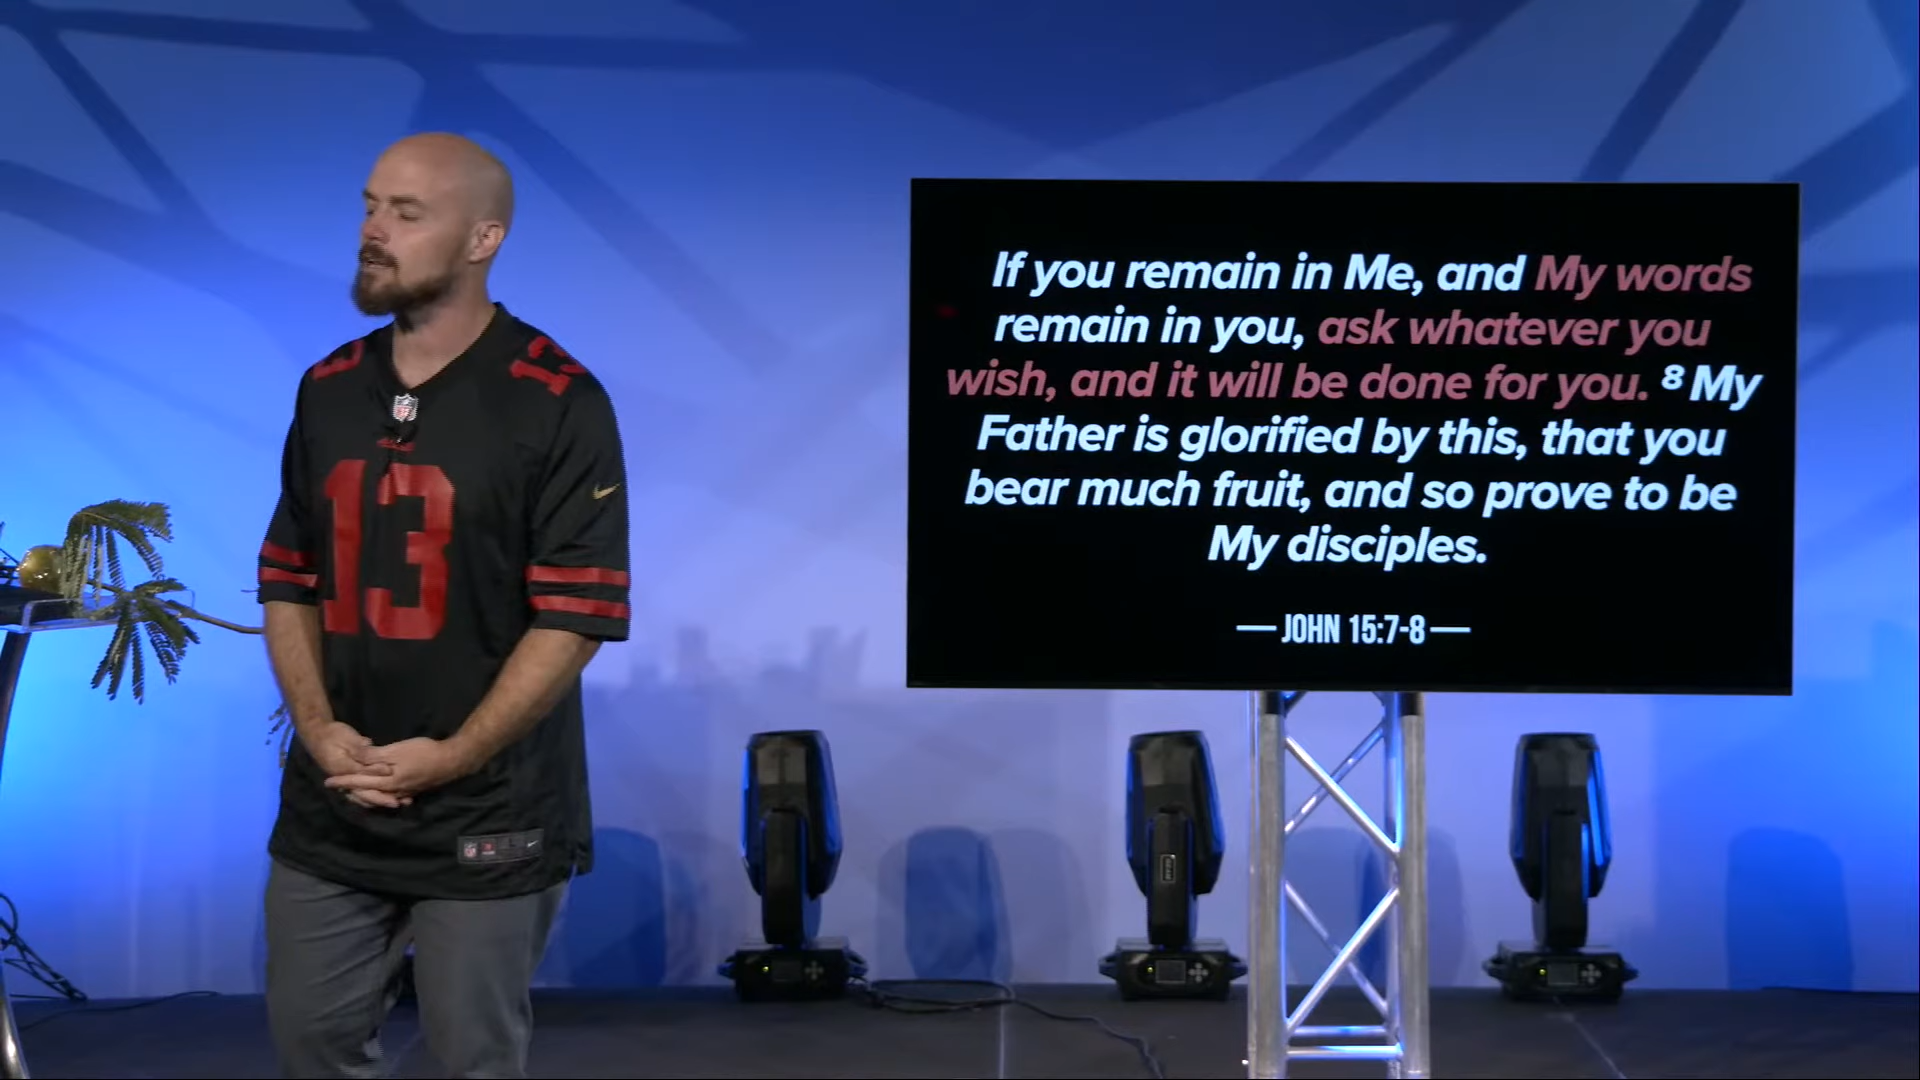 If you remain in Me, and My words
remain in you, ask whatever you
wish, and it will be done for you. ⁸ My
Father is glorified by this, that you
bear much fruit, and so prove to be
My disciples.
— JOHN 15:7-8 —
13
13
13
NFL